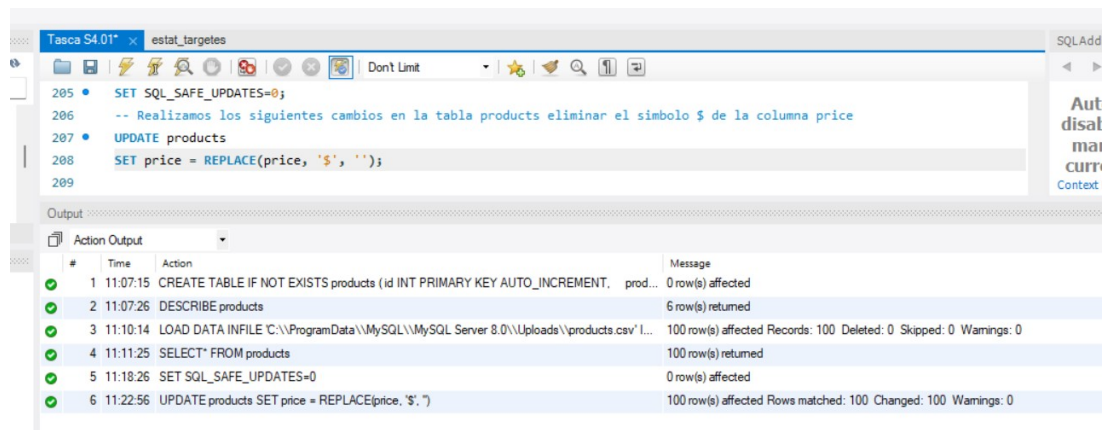 Tasca S4.01* × estat_targetes
SQLAdd
Don't Limit
205 SET SQL_SAFE_UPDATES=0;
206 -- Realizamos los siguientes cambios en la tabla products eliminar el simbolo $ de la columna price
207 UPDATE products
208 SET price = REPLACE(price, '$', '');
209
Aut
disab
mar
curre
Context
Output
Action Output
# Time Action Message
1 11:07:15 CREATE TABLE IF NOT EXISTS products ( id INT PRIMARY KEY AUTO_INCREMENT, prod... 0 row(s) affected
2 11:07:26 DESCRIBE products 6 row(s) returned
3 11:10:14 LOAD DATA INFILE 'C:\\ProgramData\\MySQL\\MySQL Server 8.0\\Uploads\\products.csv' I... 100 row(s) affected Records: 100 Deleted: 0 Skipped: 0 Warnings: 0
4 11:11:25 SELECT* FROM products 100 row(s) returned
5 11:18:26 SET SQL_SAFE_UPDATES=0 0 row(s) affected
6 11:22:56 UPDATE products SET price = REPLACE(price, '$', '') 100 row(s) affected Rows matched: 100 Changed: 100 Warnings: 0